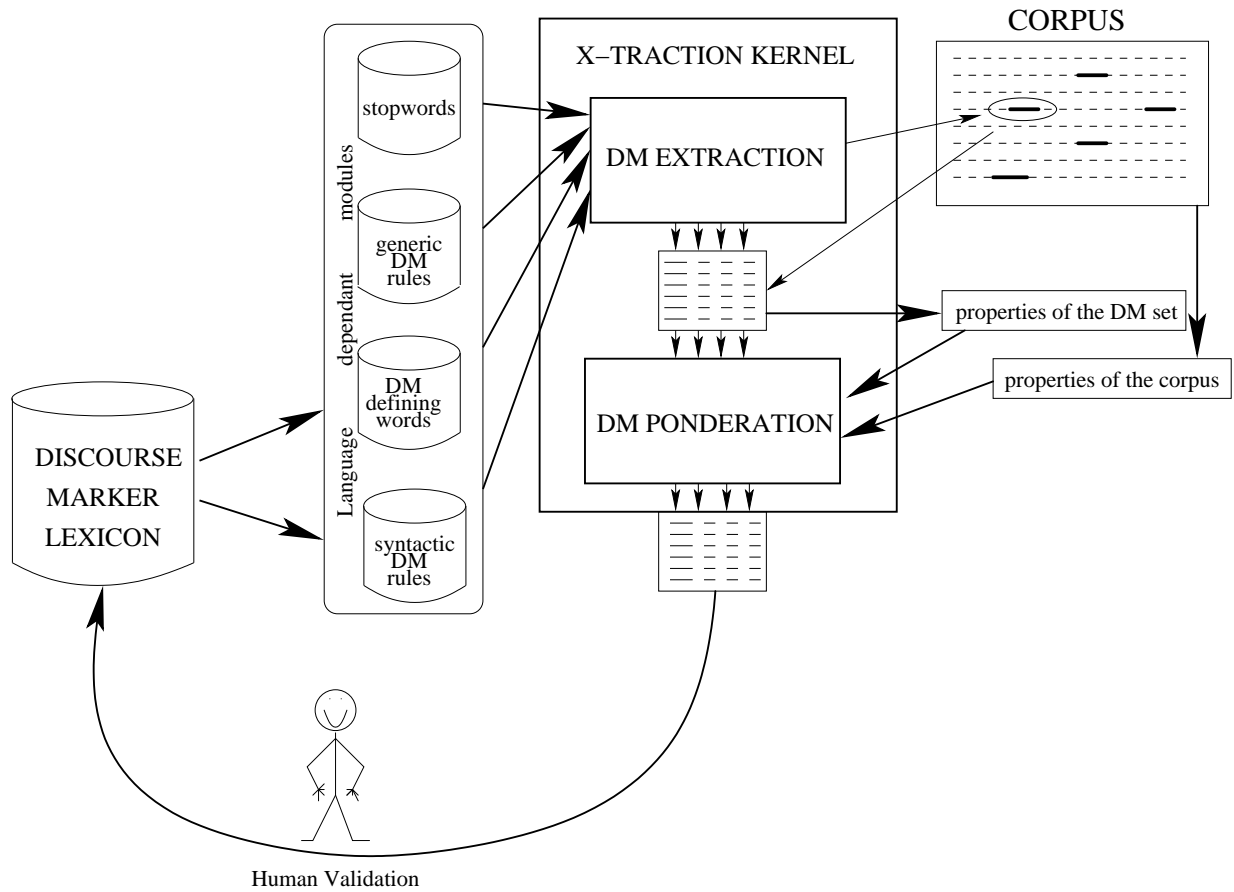 CORPUS
X–TRACTION KERNEL
stopwords
DM EXTRACTION
modules
generic
DM
rules
dependant
properties of the DM set
properties of the corpus
DM
defining
words
DM PONDERATION
DISCOURSE
MARKER
LEXICON
Language
syntactic
DM
rules
Human Validation